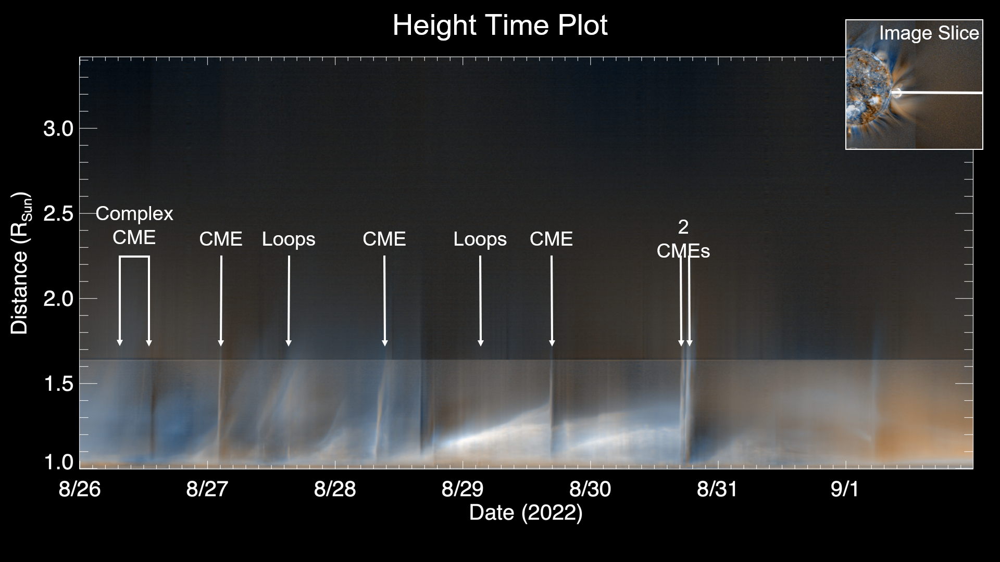 Height Time Plot
Image Slice
3.0
2.5
2.0
1.5
1.0
Distance (RSun)
Complex
CME
CME
Loops
CME
Loops
CME
2
CMEs
8/26
8/27
8/28
8/29
8/30
8/31
9/1
Date (2022)